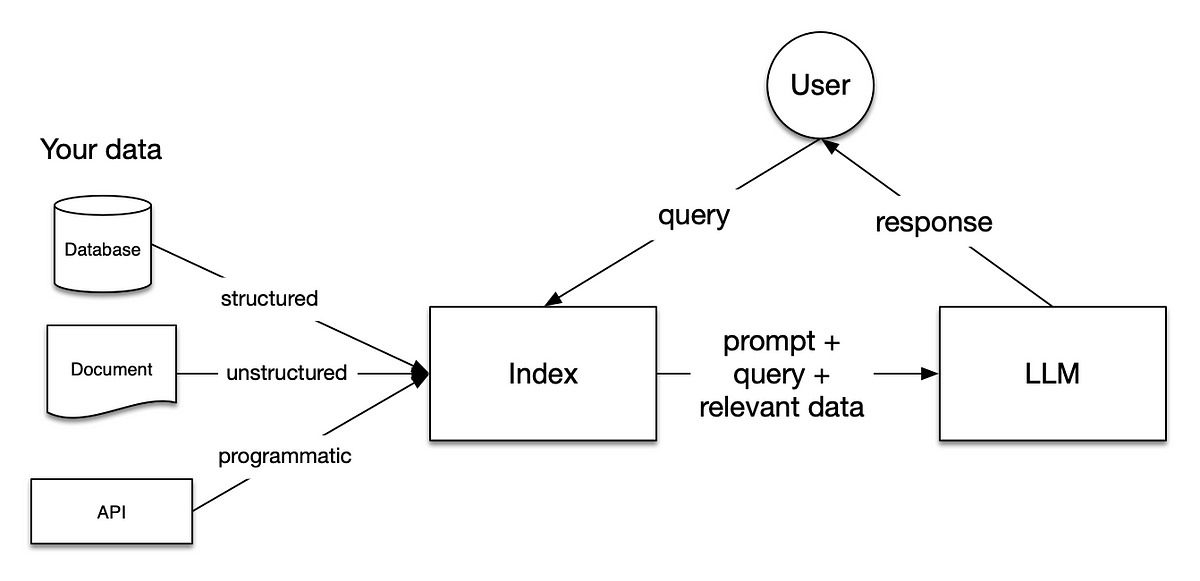 User
Your data
query
response
Database
structured
Document
unstructured
Index
prompt +
query +
relevant data
LLM
programmatic
API